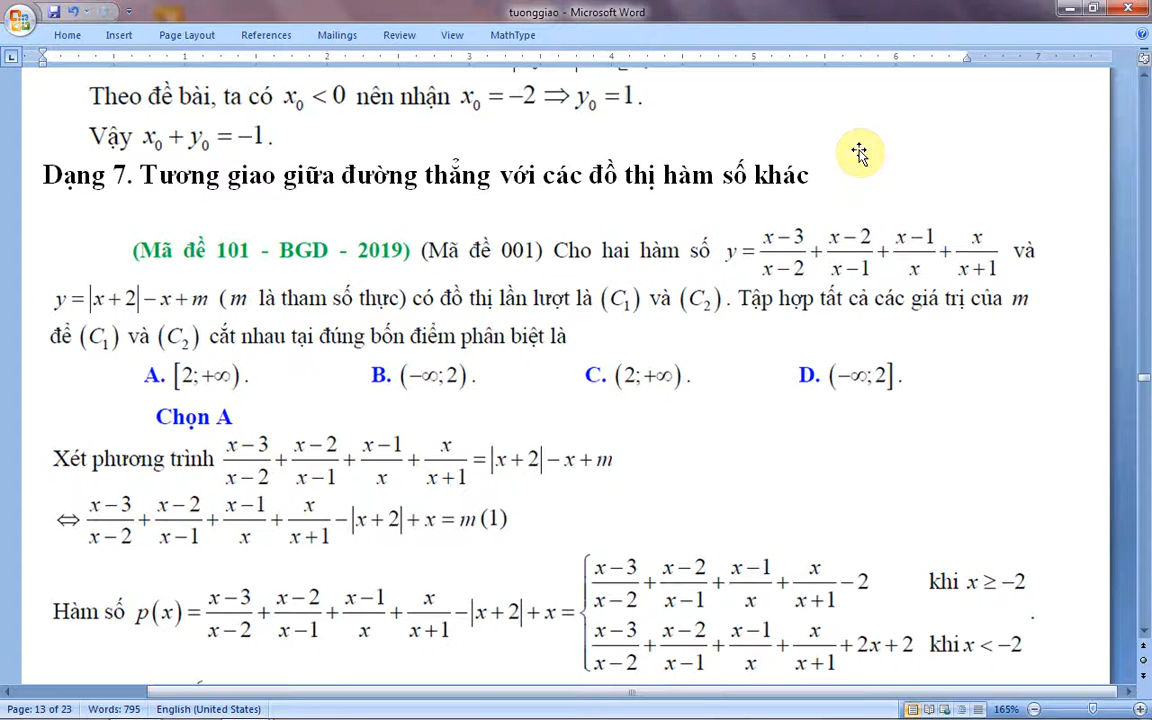 tuonggiao - Microsoft Word
Home Insert Page Layout References Mailings Review View MathType
1 2 3 4 5 6 7
Theo đề bài, ta có x₀ < 0 nên nhận x₀ = −2 ⇒ y₀ = 1.
Vậy x₀ + y₀ = −1.
Dạng 7. Tương giao giữa đường thẳng với các đồ thị hàm số khác
(Mã đề 101 - BGD - 2019) (Mã đề 001) Cho hai hàm số y = (x−3)/(x−2) + (x−2)/(x−1) + (x−1)/x + x/(x+1) và
y = |x+2| − x + m ( m là tham số thực) có đồ thị lần lượt là (C₁) và (C₂). Tập hợp tất cả các giá trị của m
để (C₁) và (C₂) cắt nhau tại đúng bốn điểm phân biệt là
A. [2;+∞). B. (−∞;2). C. (2;+∞). D. (−∞;2].
Chọn A
Xét phương trình (x−3)/(x−2) + (x−2)/(x−1) + (x−1)/x + x/(x+1) = |x+2| − x + m
⇔ (x−3)/(x−2) + (x−2)/(x−1) + (x−1)/x + x/(x+1) − |x+2| + x = m (1)
Hàm số p(x) = (x−3)/(x−2) + (x−2)/(x−1) + (x−1)/x + x/(x+1) − |x+2| + x = { (x−3)/(x−2) + (x−2)/(x−1) + (x−1)/x + x/(x+1) − 2 khi x ≥ −2
(x−3)/(x−2) + (x−2)/(x−1) + (x−1)/x + x/(x+1) + 2x + 2 khi x < −2 .
Page: 13 of 23 Words: 795 English (United States) 165%